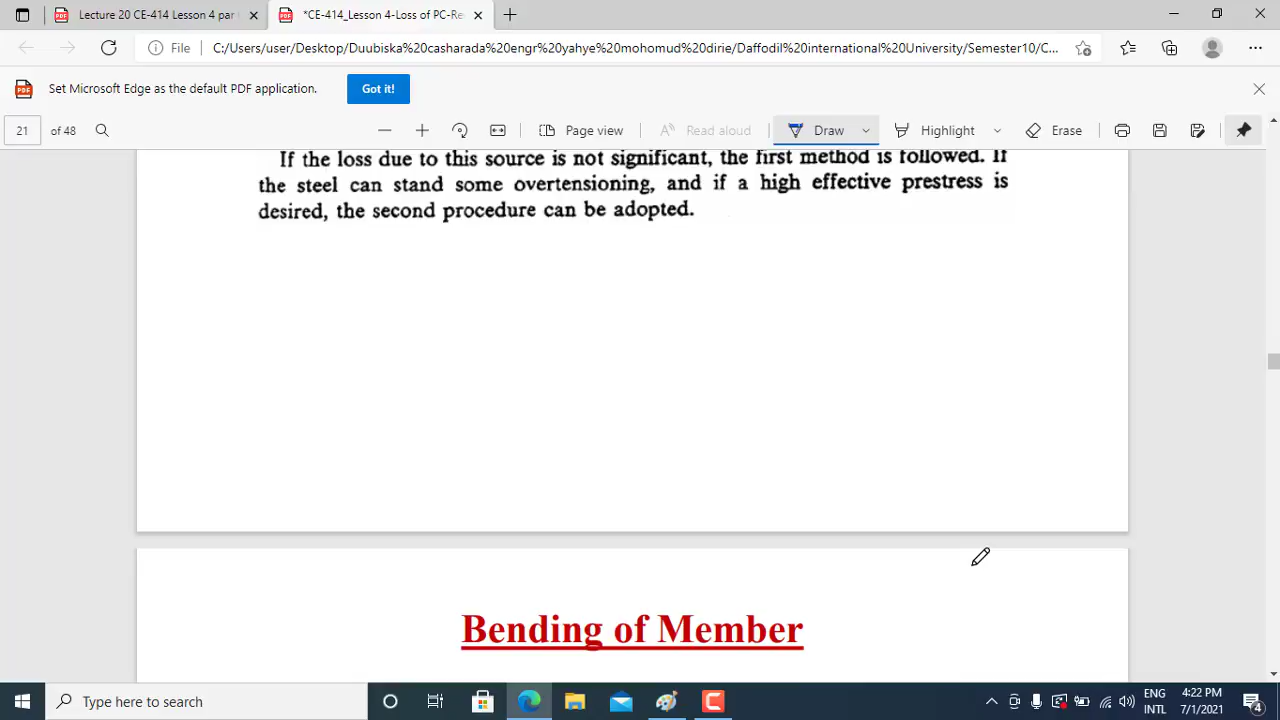 Lecture 20 CE-414 Lesson 4 par
*CE-414_Lesson 4-Loss of PC-Re
File
C:/Users/user/Desktop/Duubiska%20casharada%20engr%20yahye%20mohomud%20dirie/Daffodil%20international%20University/Semester10/C...
Set Microsoft Edge as the default PDF application.
Got it!
21 of 48
Page view
Read aloud
Draw
Highlight
Erase
If the loss due to this source is not significant, the first method is followed. If
the steel can stand some overtensioning, and if a high effective prestress is
desired, the second procedure can be adopted.
Bending of Member
Type here to search
ENG
INTL
4:22 PM
7/1/2021
4